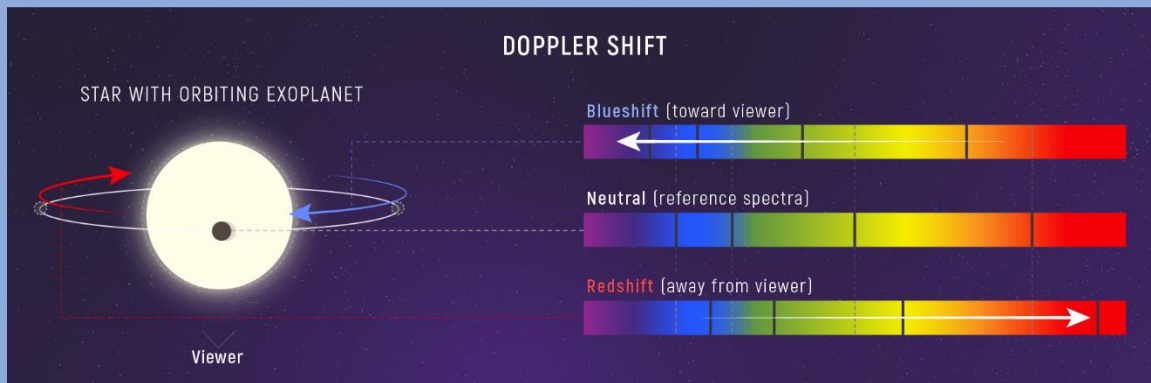 DOPPLER SHIFT
STAR WITH ORBITING EXOPLANET
Blueshift (toward viewer)
Neutral (reference spectra)
Redshift (away from viewer)
Viewer